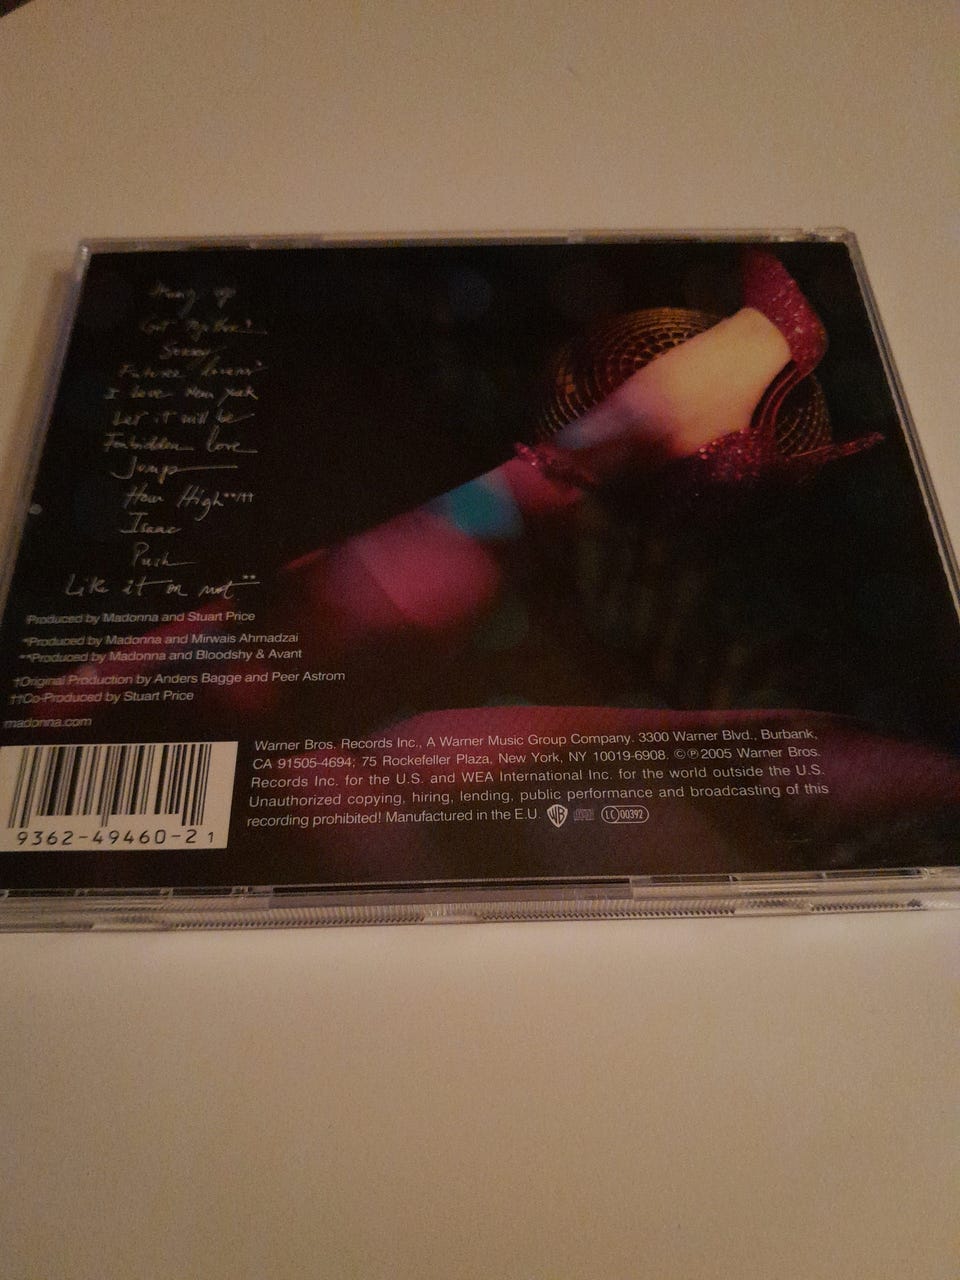 Hung up
Get Together†
Sorry
Future lovers*
I love New York
Let it will be
Forbidden love
Jump
How High**/††
Isaac
Push
Like it or not**
Produced by Madonna and Stuart Price
*Produced by Madonna and Mirwais Ahmadzai
**Produced by Madonna and Bloodshy & Avant
†Original Production by Anders Bagge and Peer Astrom
††Co-Produced by Stuart Price
madonna.com
9362-49460-2 1
Warner Bros. Records Inc., A Warner Music Group Company. 3300 Warner Blvd., Burbank,
CA 91505-4694; 75 Rockefeller Plaza, New York, NY 10019-6908. ©℗2005 Warner Bros.
Records Inc. for the U.S. and WEA International Inc. for the world outside the U.S.
Unauthorized copying, hiring, lending, public performance and broadcasting of this
recording prohibited! Manufactured in the E.U. WB LC 00392